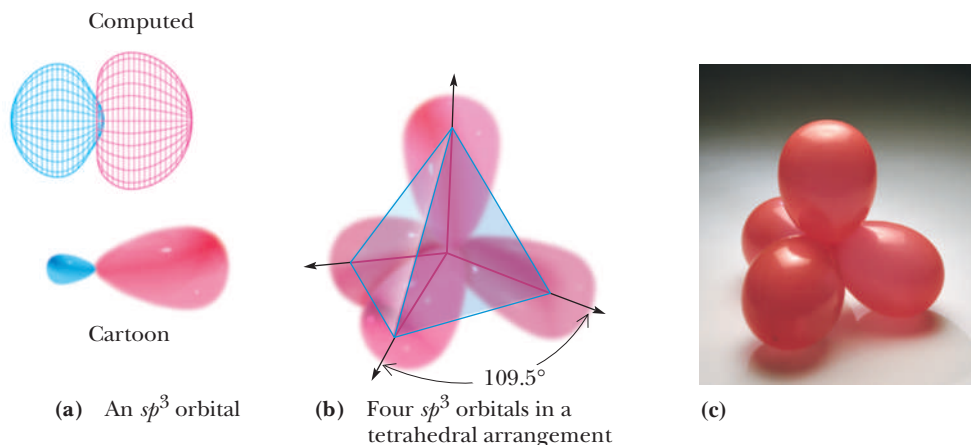 Computed
Cartoon
109.5°
(a) An sp³ orbital
(b) Four sp³ orbitals in a
tetrahedral arrangement
(c)